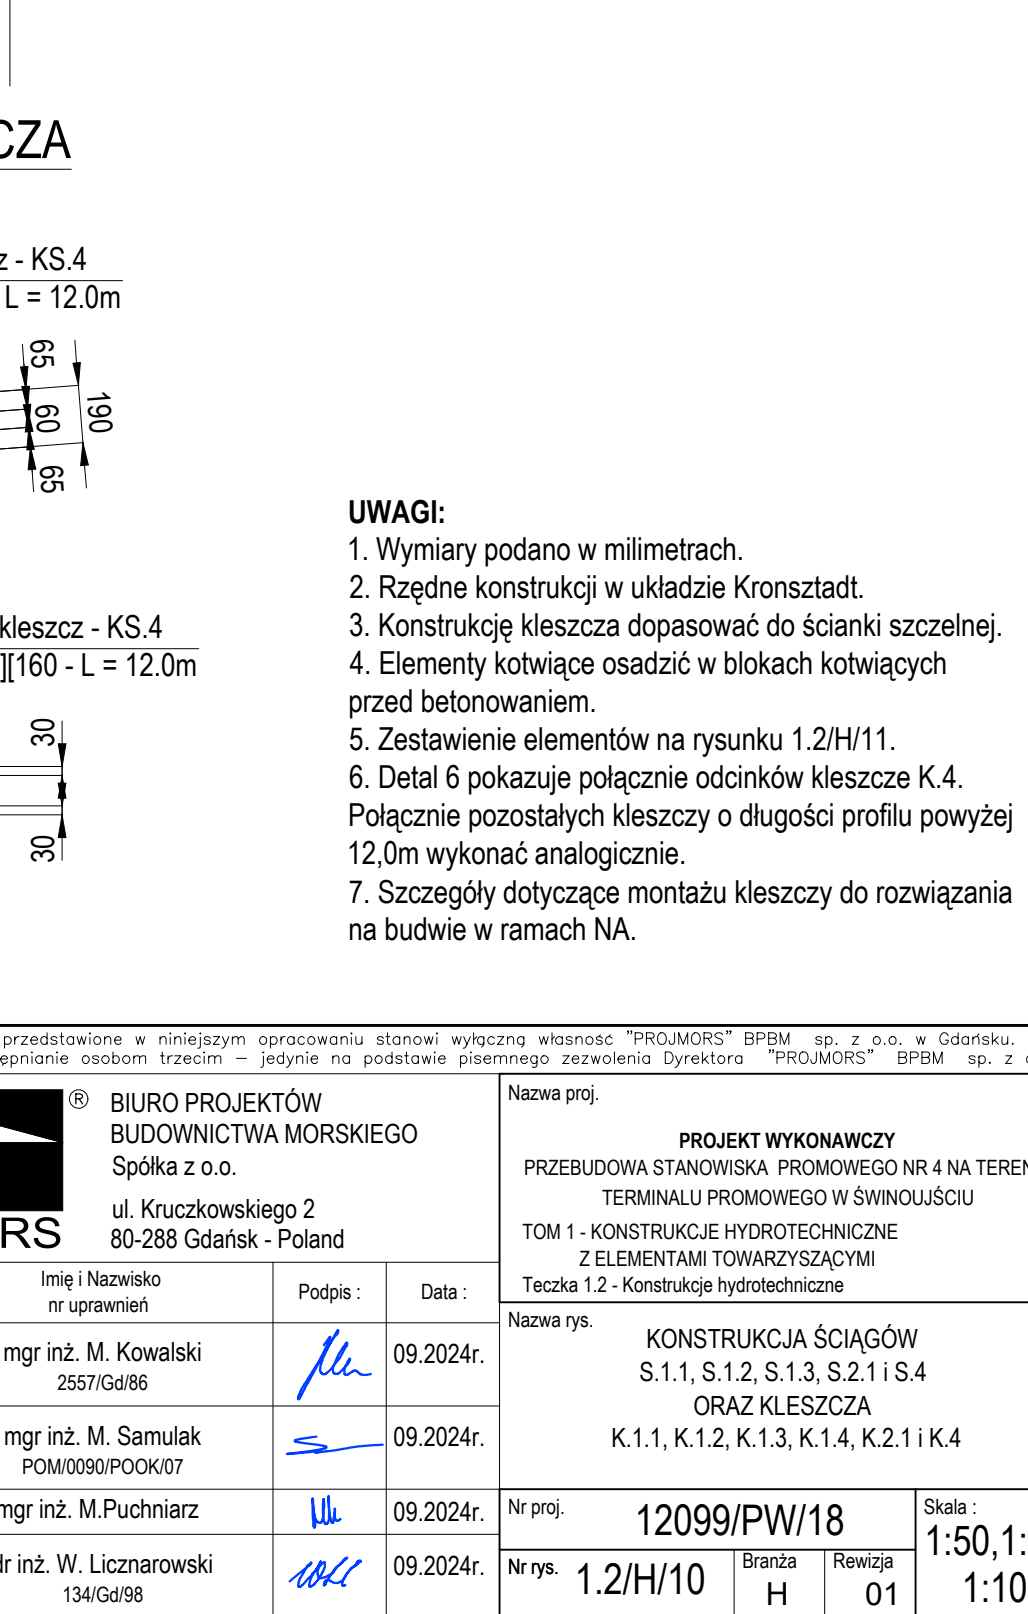 CZA
z - KS.4
L = 12.0m
65
60
190
65
kleszcz - KS.4
][160 - L = 12.0m
30
30
UWAGI:
1. Wymiary podano w milimetrach.
2. Rzędne konstrukcji w układzie Kronsztadt.
3. Konstrukcję kleszcza dopasować do ścianki szczelnej.
4. Elementy kotwiące osadzić w blokach kotwiących
przed betonowaniem.
5. Zestawienie elementów na rysunku 1.2/H/11.
6. Detal 6 pokazuje połącznie odcinków kleszcze K.4.
Połącznie pozostałych kleszczy o długości profilu powyżej
12,0m wykonać analogicznie.
7. Szczegóły dotyczące montażu kleszczy do rozwiązania
na budwie w ramach NA.
przedstawione w niniejszym opracowaniu stanowi wyłączną własność "PROJMORS" BPBM sp. z o.o. w Gdańsku.
ępnianie osobom trzecim – jedynie na podstawie pisemnego zezwolenia Dyrektora "PROJMORS" BPBM sp. z o
®
RS
BIURO PROJEKTÓW
BUDOWNICTWA MORSKIEGO
Spółka z o.o.
ul. Kruczkowskiego 2
80-288 Gdańsk - Poland
Nazwa proj.
PROJEKT WYKONAWCZY
PRZEBUDOWA STANOWISKA PROMOWEGO NR 4 NA TEREN
TERMINALU PROMOWEGO W ŚWINOUJŚCIU
TOM 1 - KONSTRUKCJE HYDROTECHNICZNE
Z ELEMENTAMI TOWARZYSZĄCYMI
Teczka 1.2 - Konstrukcje hydrotechniczne
Imię i Nazwisko
nr uprawnień
Podpis :
Data :
mgr inż. M. Kowalski
2557/Gd/86
09.2024r.
mgr inż. M. Samulak
POM/0090/POOK/07
09.2024r.
mgr inż. M.Puchniarz
09.2024r.
dr inż. W. Licznarowski
134/Gd/98
09.2024r.
Nazwa rys.
KONSTRUKCJA ŚCIĄGÓW
S.1.1, S.1.2, S.1.3, S.2.1 i S.4
ORAZ KLESZCZA
K.1.1, K.1.2, K.1.3, K.1.4, K.2.1 i K.4
Nr proj.
12099/PW/18
Skala :
1:50,1:
1:10
Nr rys.
1.2/H/10
Branża
H
Rewizja
01